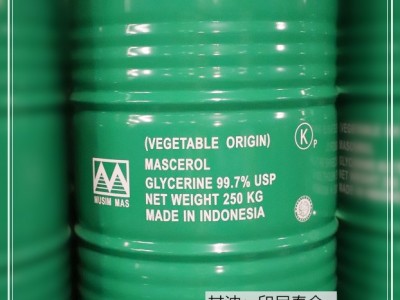 (VEGETABLE ORIGIN)
MASCEROL
GLYCERINE 99.7% USP
NET WEIGHT 250 KG
MADE IN INDONESIA
MUSIM MAS
K P